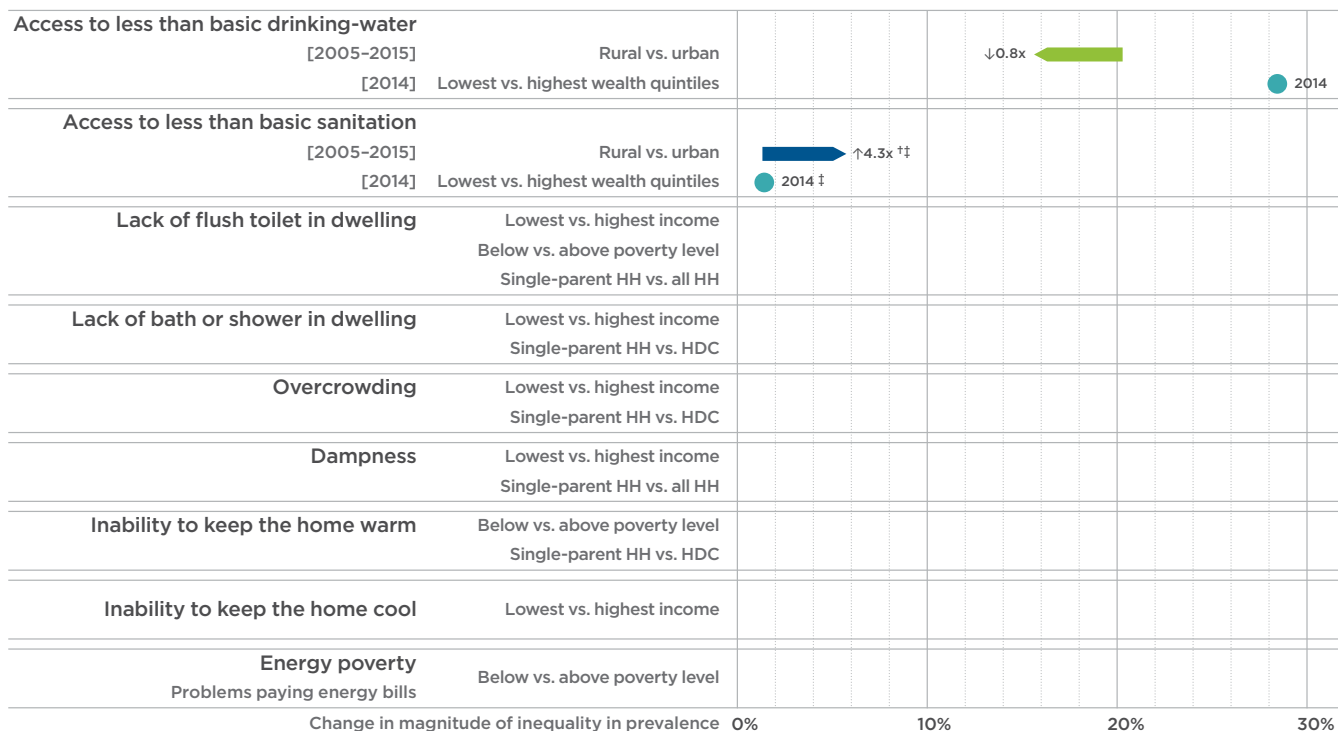 Access to less than basic drinking-water
[2005–2015] Rural vs. urban ↓0.8x
[2014] Lowest vs. highest wealth quintiles 2014
Access to less than basic sanitation
[2005–2015] Rural vs. urban ↑4.3x †‡
[2014] Lowest vs. highest wealth quintiles 2014 ‡
Lack of flush toilet in dwelling Lowest vs. highest income
Below vs. above poverty level
Single-parent HH vs. all HH
Lack of bath or shower in dwelling Lowest vs. highest income
Single-parent HH vs. HDC
Overcrowding Lowest vs. highest income
Single-parent HH vs. HDC
Dampness Lowest vs. highest income
Single-parent HH vs. all HH
Inability to keep the home warm Below vs. above poverty level
Single-parent HH vs. HDC
Inability to keep the home cool Lowest vs. highest income
Energy poverty
Below vs. above poverty level
Problems paying energy bills
Change in magnitude of inequality in prevalence 0% 10% 20% 30%